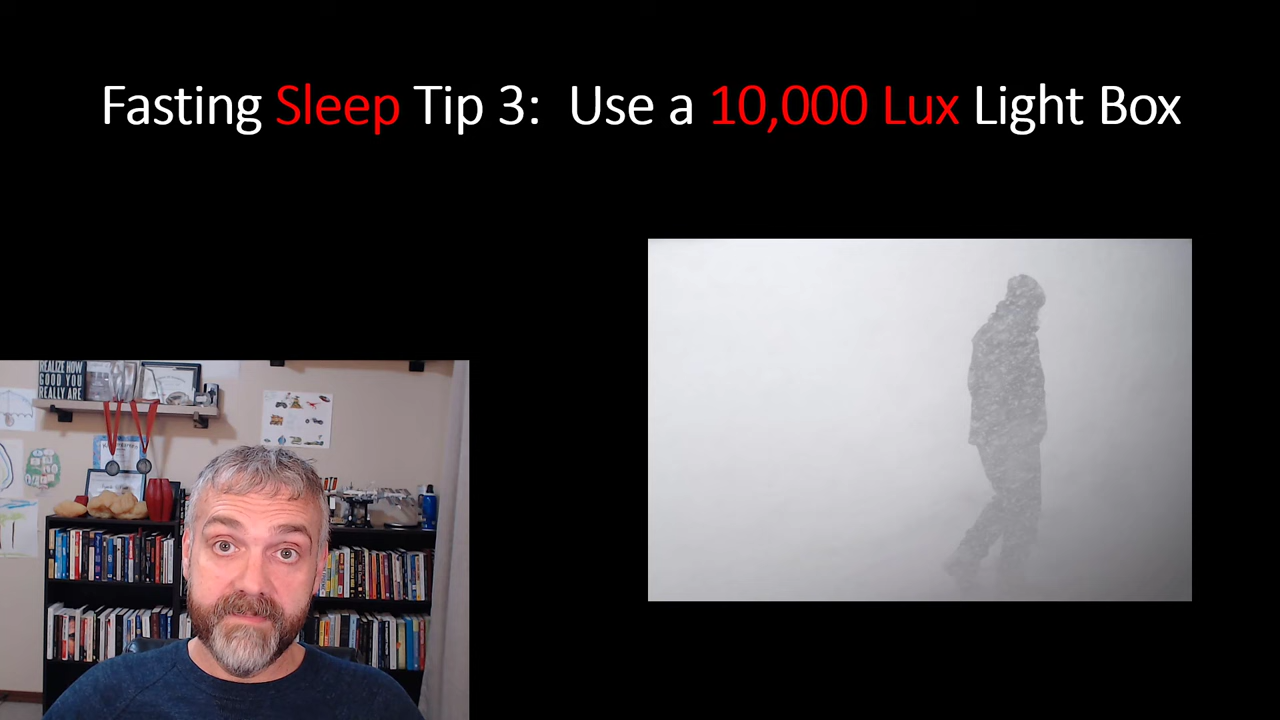 Fasting Sleep Tip 3: Use a 10,000 Lux Light Box
REALIZE HOW
GOOD YOU
REALLY ARE